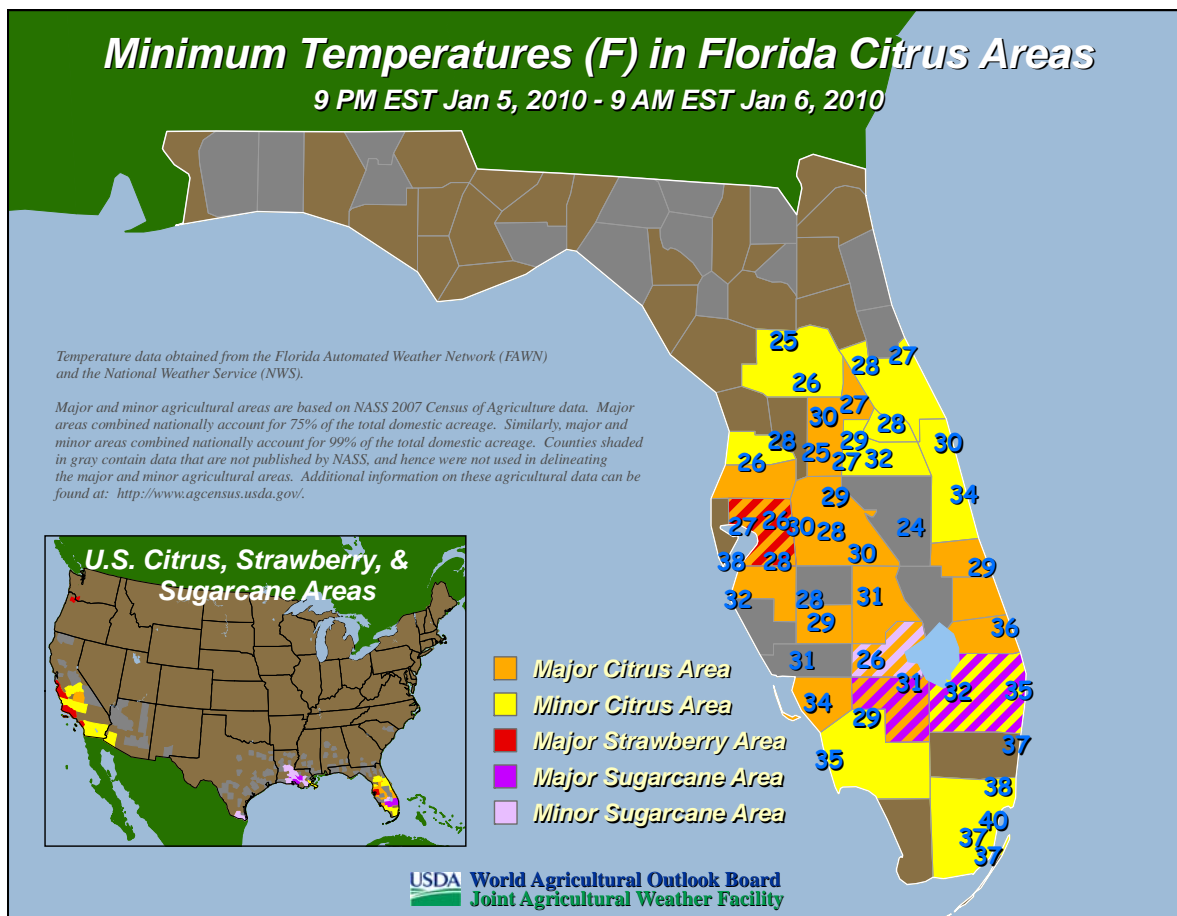 Minimum Temperatures (F) in Florida Citrus Areas
9 PM EST Jan 5, 2010 - 9 AM EST Jan 6, 2010
Temperature data obtained from the Florida Automated Weather Network (FAWN)
and the National Weather Service (NWS).
Major and minor agricultural areas are based on NASS 2007 Census of Agriculture data. Major
areas combined nationally account for 75% of the total domestic acreage. Similarly, major and
minor areas combined nationally account for 99% of the total domestic acreage. Counties shaded
in gray contain data that are not published by NASS, and hence were not used in delineating
the major and minor agricultural areas. Additional information on these agricultural data can be
found at: http://www.agcensus.usda.gov/.
25
27
28
26
27
30
28
28
29
30
25
26
27
32
29
34
27
26
30
28
24
38
28
30
29
32
28
31
29
36
31
26
34
29
31
32
35
35
37
38
40
37
37
U.S. Citrus, Strawberry, &
Sugarcane Areas
Major Citrus Area
Minor Citrus Area
Major Strawberry Area
Major Sugarcane Area
Minor Sugarcane Area
USDA World Agricultural Outlook Board
Joint Agricultural Weather Facility